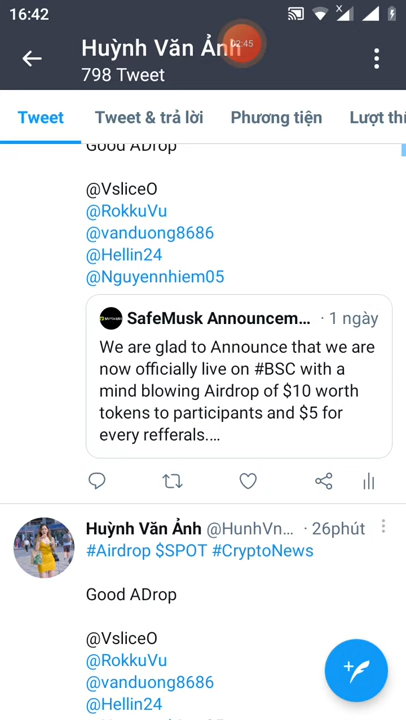 16:42
Huỳnh Văn Ảnh
02:45
798 Tweet
Tweet
Tweet & trả lời
Phương tiện
Lượt thí
Good ADrop
@VsliceO
@RokkuVu
@vanduong8686
@Hellin24
@Nguyennhiem05
SafeMusk Announcem... · 1 ngày
We are glad to Announce that we are
now officially live on #BSC with a
mind blowing Airdrop of $10 worth
tokens to participants and $5 for
every refferals....
Huỳnh Văn Ảnh @HunhVn... · 26phút
#Airdrop $SPOT #CryptoNews
Good ADrop
@VsliceO
@RokkuVu
@vanduong8686
@Hellin24